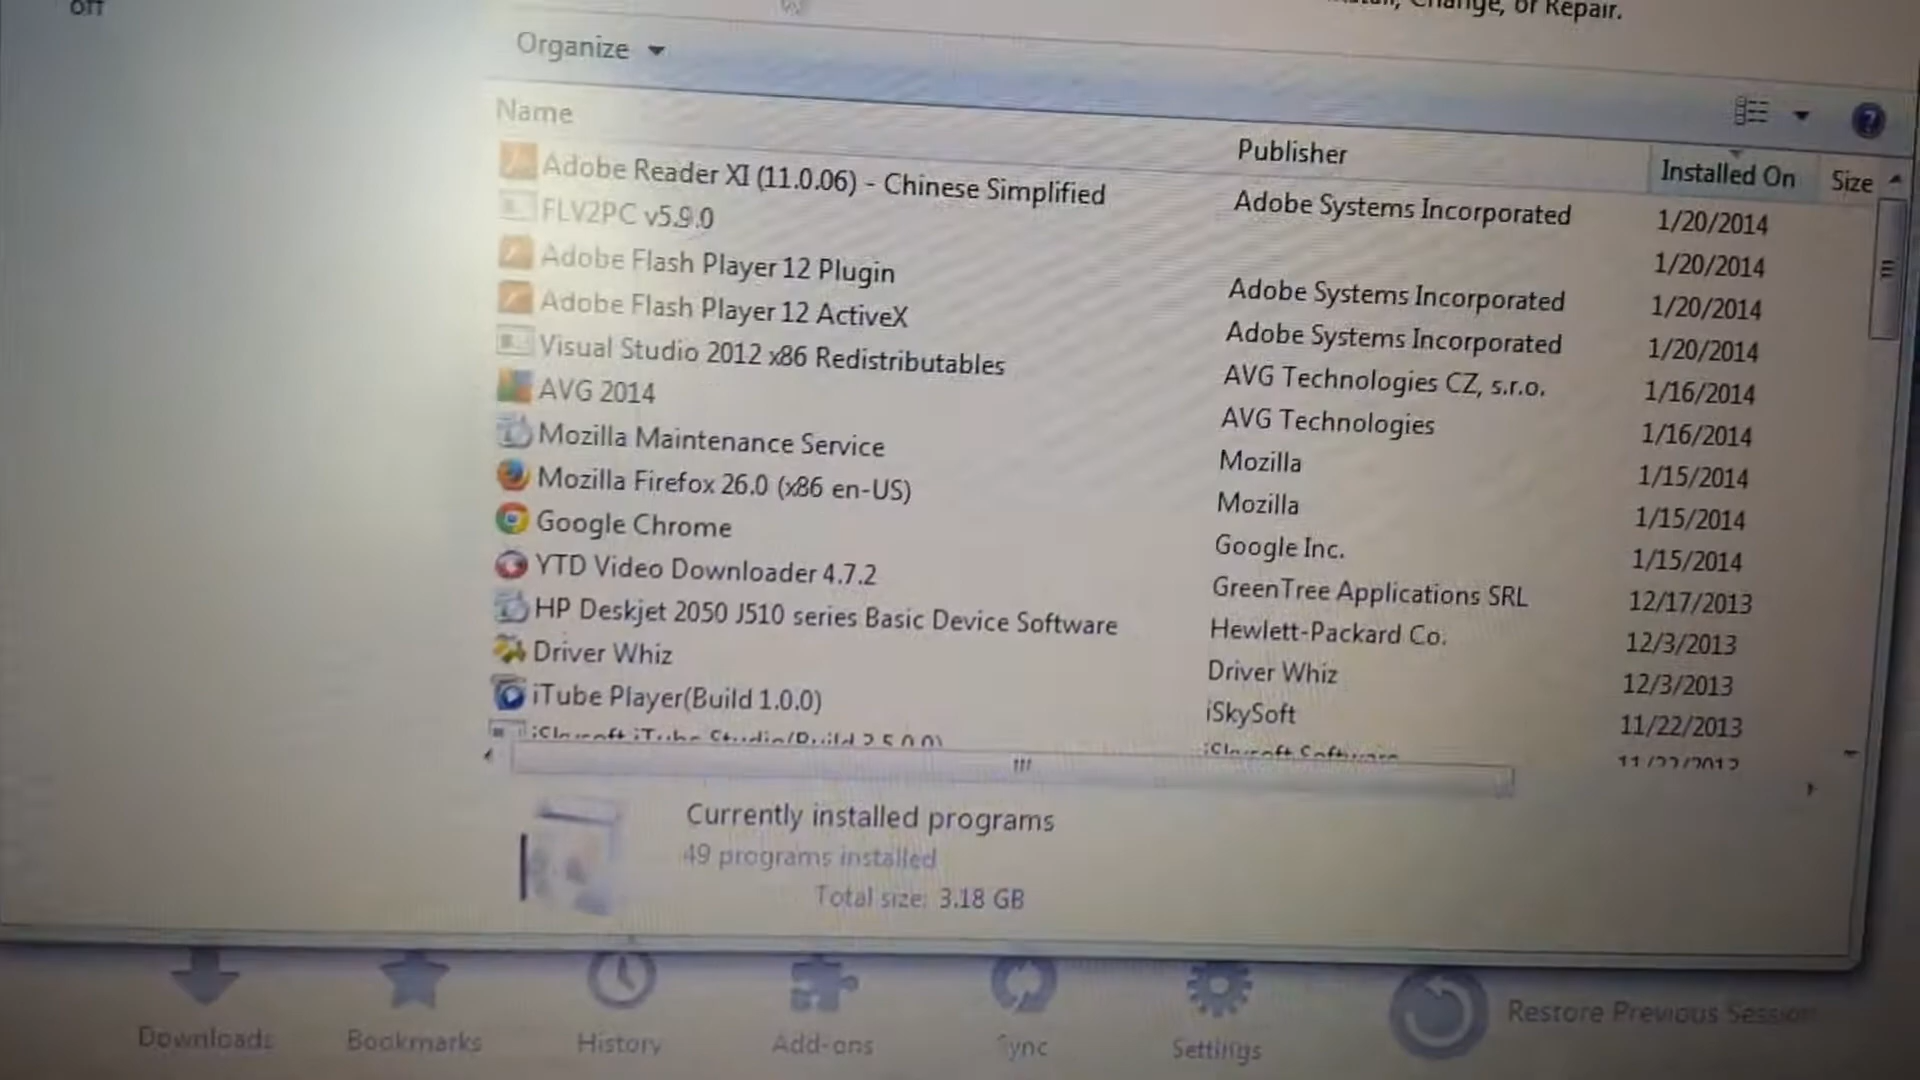 Off
Change, or Repair.
Organize
Name Publisher Installed On Size
Adobe Reader XI (11.0.06) - Chinese Simplified Adobe Systems Incorporated 1/20/2014
FLV2PC v5.9.0 1/20/2014
Adobe Flash Player 12 Plugin Adobe Systems Incorporated 1/20/2014
Adobe Flash Player 12 ActiveX Adobe Systems Incorporated 1/20/2014
Visual Studio 2012 x86 Redistributables AVG Technologies CZ, s.r.o. 1/16/2014
AVG 2014 AVG Technologies 1/16/2014
Mozilla Maintenance Service Mozilla 1/15/2014
Mozilla Firefox 26.0 (x86 en-US) Mozilla 1/15/2014
Google Chrome Google Inc. 1/15/2014
YTD Video Downloader 4.7.2 GreenTree Applications SRL 12/17/2013
HP Deskjet 2050 J510 series Basic Device Software Hewlett-Packard Co. 12/3/2013
Driver Whiz Driver Whiz 12/3/2013
iTube Player(Build 1.0.0) iSkySoft 11/22/2013
Currently installed programs
49 programs installed
Total size: 3.18 GB
Downloads Bookmarks History Add-ons Sync Settings Restore Previous Session